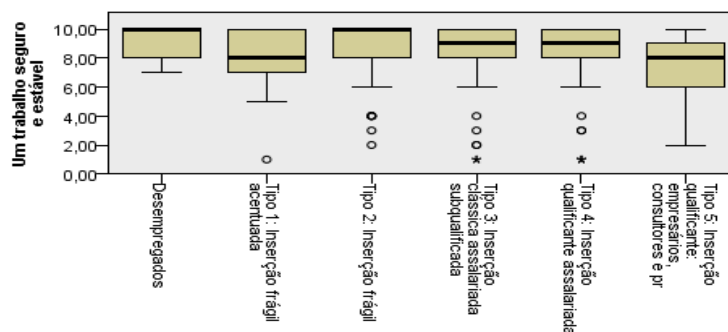 Um trabalho seguro
e estável
10,00
8,00
6,00
4,00
2,00
0,00
Desempregados
Tipo 1: Inserção frágil
acentuada
Tipo 2: Inserção frágil
Tipo 3: Inserção
clássica assalariada
subqualificada
Tipo 4: Inserção
qualificante assalariada
Tipo 5: Inserção
qualificante:
empresários,
consultores e pr